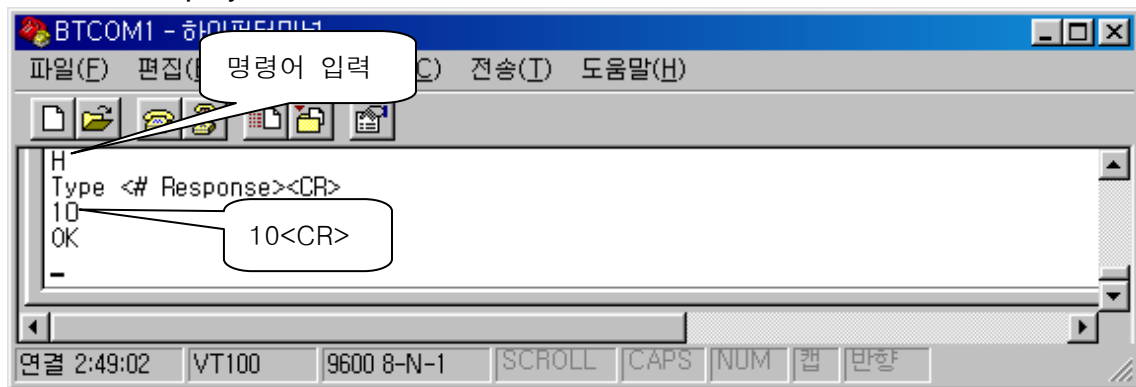 BTCOM1 - 하이퍼터미널
명령어 입력
파일(F) 편집( C) 전송(T) 도움말(H)
H
Type <# Response><CR>
10
10<CR>
OK
연결 2:49:02 VT100 9600 8-N-1 SCROLL CAPS NUM 캡 반향